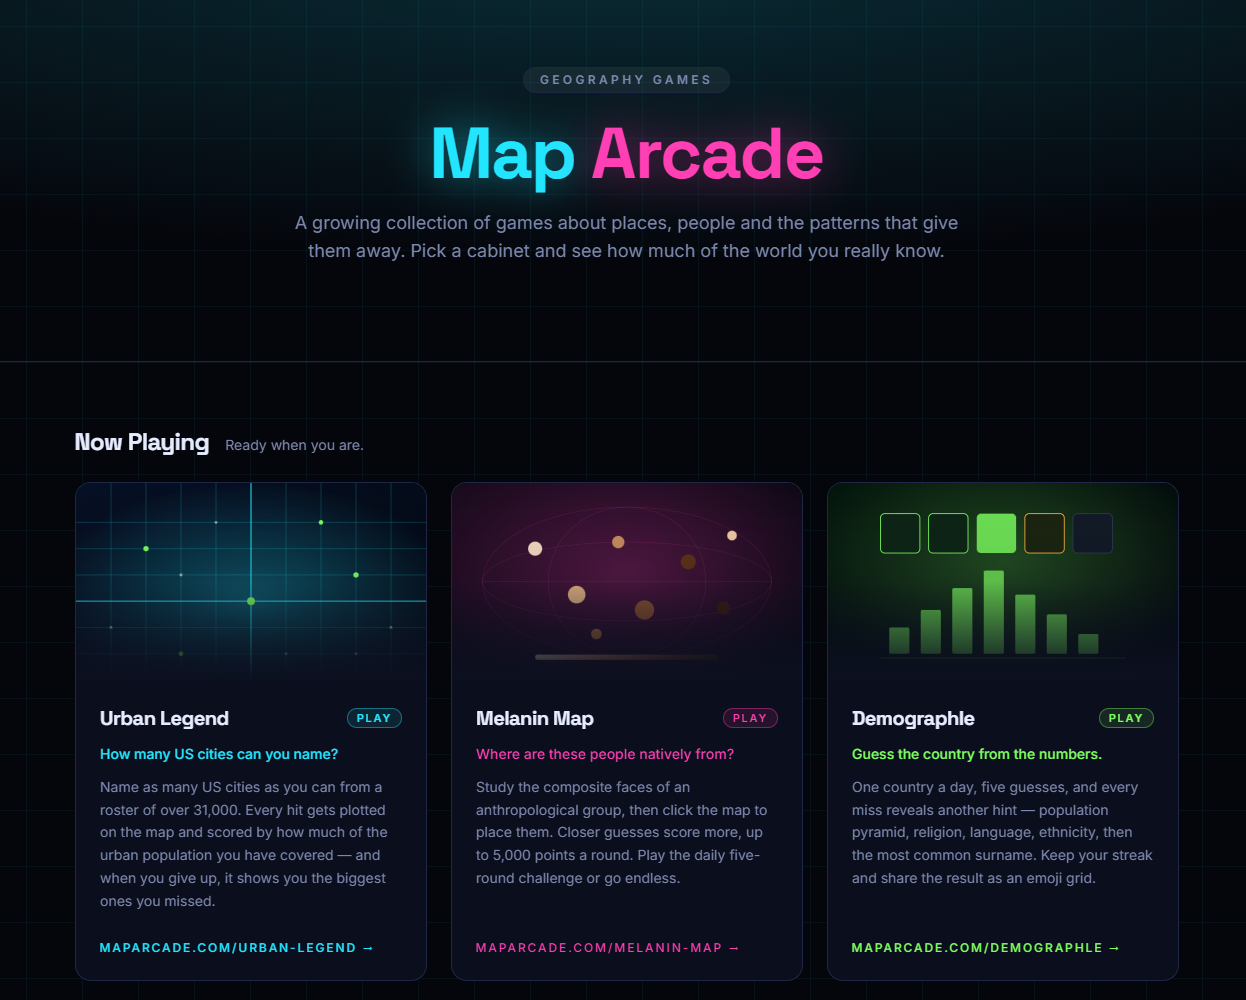 GEOGRAPHY GAMES
Map Arcade
A growing collection of games about places, people and the patterns that give
them away. Pick a cabinet and see how much of the world you really know.
Now Playing Ready when you are.
Urban Legend PLAY
How many US cities can you name?
Name as many US cities as you can from a
roster of over 31,000. Every hit gets plotted
on the map and scored by how much of the
urban population you have covered — and
when you give up, it shows you the biggest
ones you missed.
MAPARCADE.COM/URBAN-LEGEND →
Melanin Map PLAY
Where are these people natively from?
Study the composite faces of an
anthropological group, then click the map to
place them. Closer guesses score more, up
to 5,000 points a round. Play the daily five-
round challenge or go endless.
MAPARCADE.COM/MELANIN-MAP →
Demographle PLAY
Guess the country from the numbers.
One country a day, five guesses, and every
miss reveals another hint — population
pyramid, religion, language, ethnicity, then
the most common surname. Keep your streak
and share the result as an emoji grid.
MAPARCADE.COM/DEMOGRAPHLE →